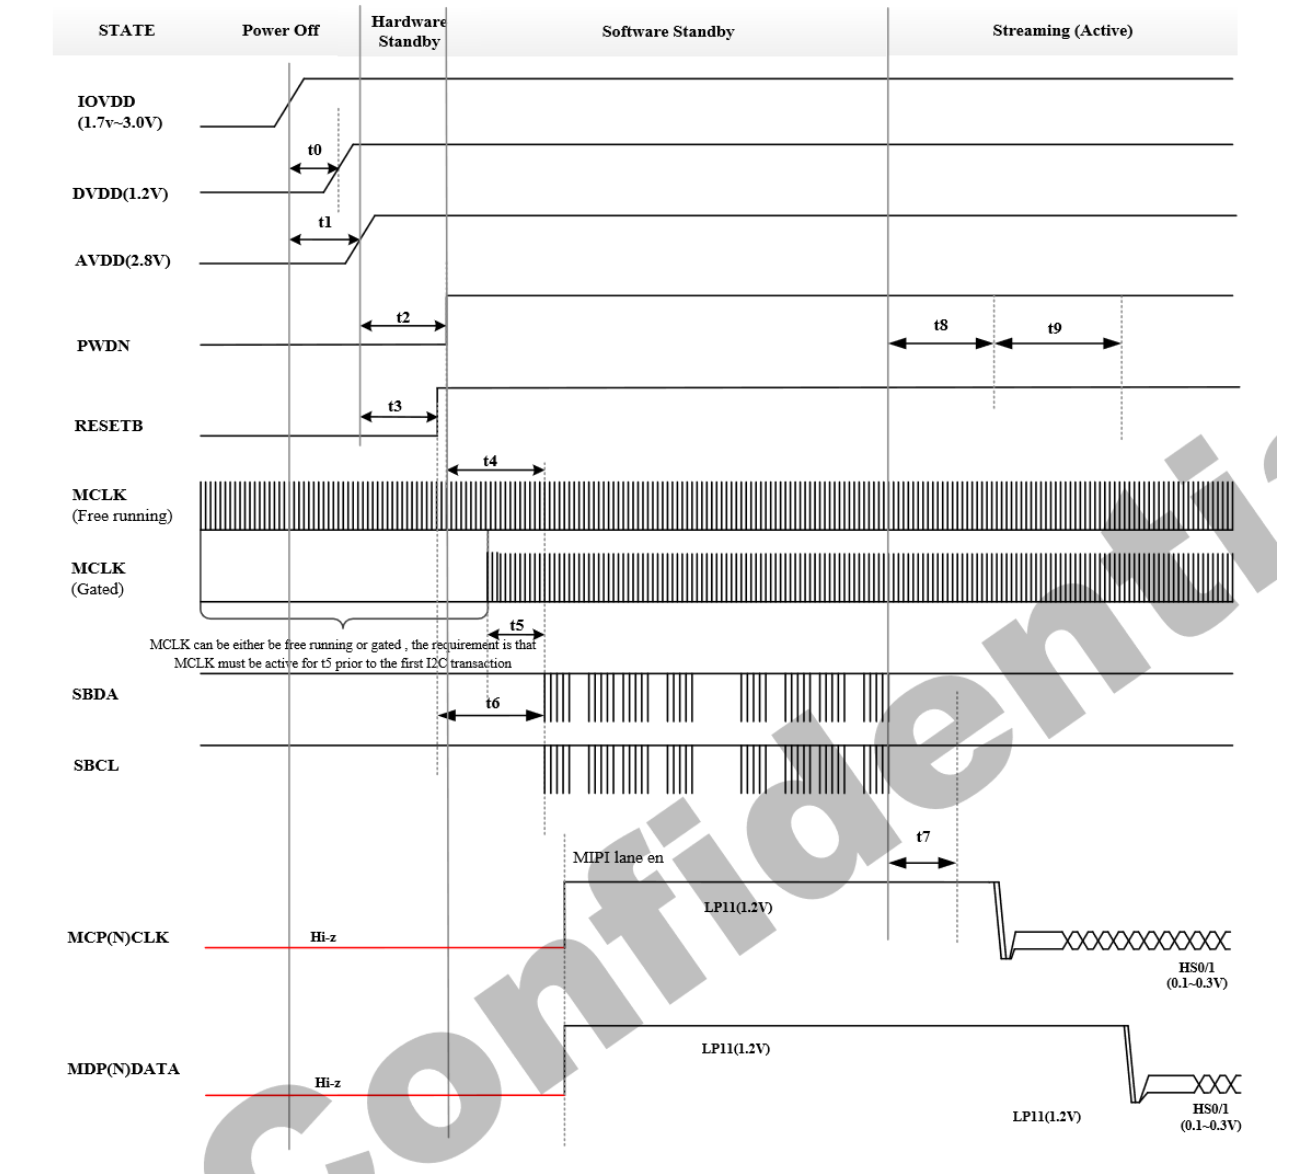 STATE Power Off Hardware Standby Software Standby Streaming (Active)
IOVDD
(1.7v~3.0V)
t0
DVDD(1.2V)
t1
AVDD(2.8V)
t2
t8
t9
PWDN
t3
RESETB
t4
MCLK
(Free running)
MCLK
(Gated)
t5
MCLK can be either be free running or gated , the requirement is that
MCLK must be active for t5 prior to the first I2C transaction
SBDA
t6
SBCL
t7
MIPI lane en
LP11(1.2V)
MCP(N)CLK
Hi-z
HS0/1
(0.1~0.3V)
LP11(1.2V)
MDP(N)DATA
Hi-z
HS0/1
(0.1~0.3V)
LP11(1.2V)
Confidentia